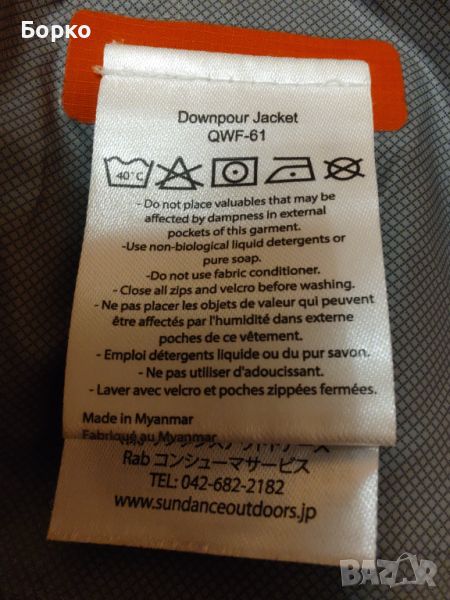 Борко
Downpour Jacket
QWF-61
40°C
- Do not place valuables that may be
affected by dampness in external
pockets of this garment.
-Use non-biological liquid detergents or
pure soap.
-Do not use fabric conditioner.
- Close all zips and velcro before washing.
- Ne pas placer les objets de valeur qui peuvent
être affectés par l'humidité dans externe
poches de ce vêtement.
- Emploi détergents liquide ou du pur savon.
- Ne pas utiliser d'adoucissant.
- Laver avec velcro et poches zippées fermées.
Made in Myanmar
Fabriqué au Myanmar
Rab コンシューマサービス
TEL: 042-682-2182
www.sundanceoutdoors.jp
BAZAR